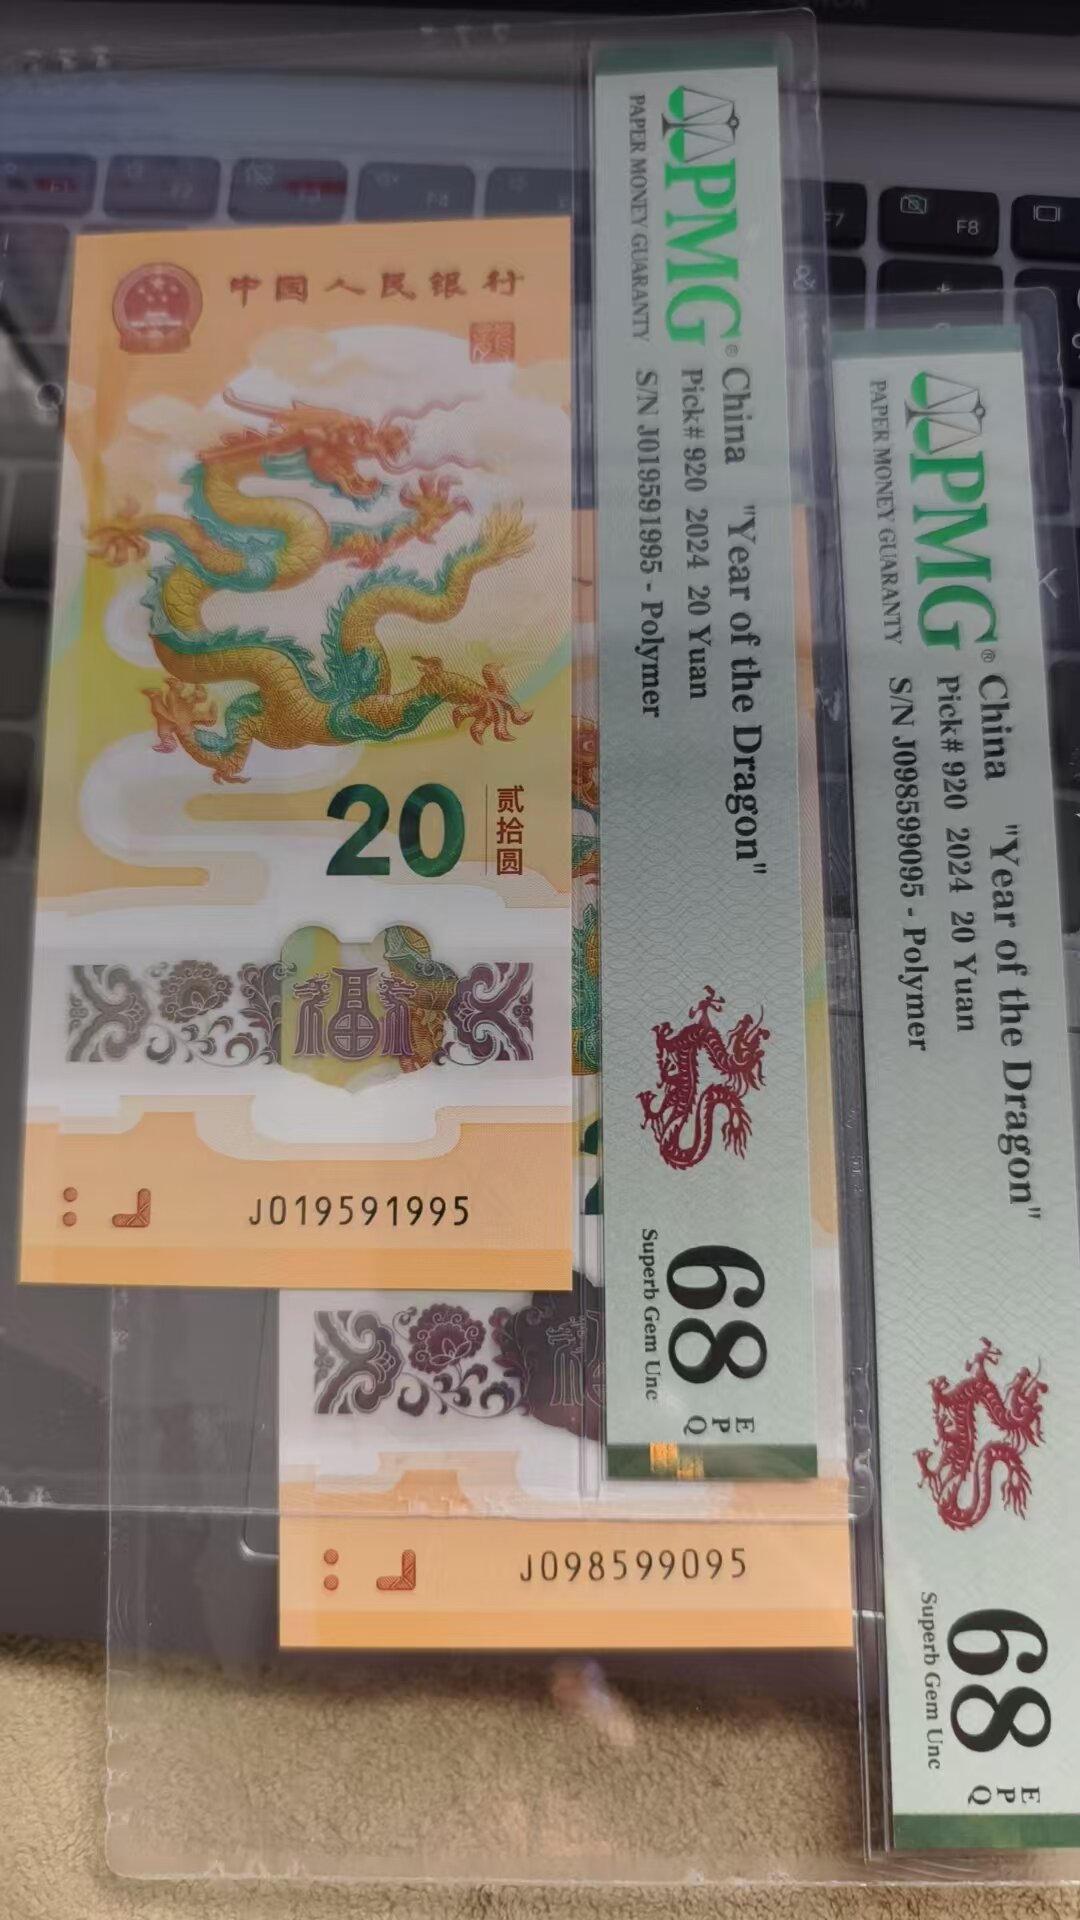 中国人民银行
20
贰拾圆
福
J019591995
PMG®
PAPER MONEY GUARANTY
China "Year of the Dragon"
Pick# 920 2024 20 Yuan
S/N J019591995 - Polymer
68
EPQ
Superb Gem Unc
J098599095
PMG®
PAPER MONEY GUARANTY
China "Year of the Dragon"
Pick# 920 2024 20 Yuan
S/N J098599095 - Polymer
68
EPQ
Superb Gem Unc
F7
F8
&